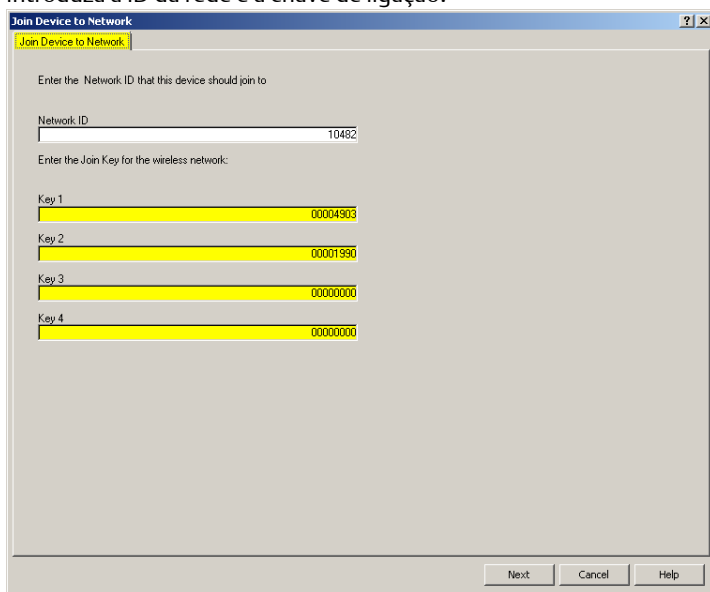 Introduza a ID da rede e a chave de ligação.
Join Device to Network
Join Device to Network
Enter the Network ID that this device should join to
Network ID
10482
Enter the Join Key for the wireless network:
Key 1
00004903
Key 2
00001990
Key 3
00000000
Key 4
00000000
Next Cancel Help